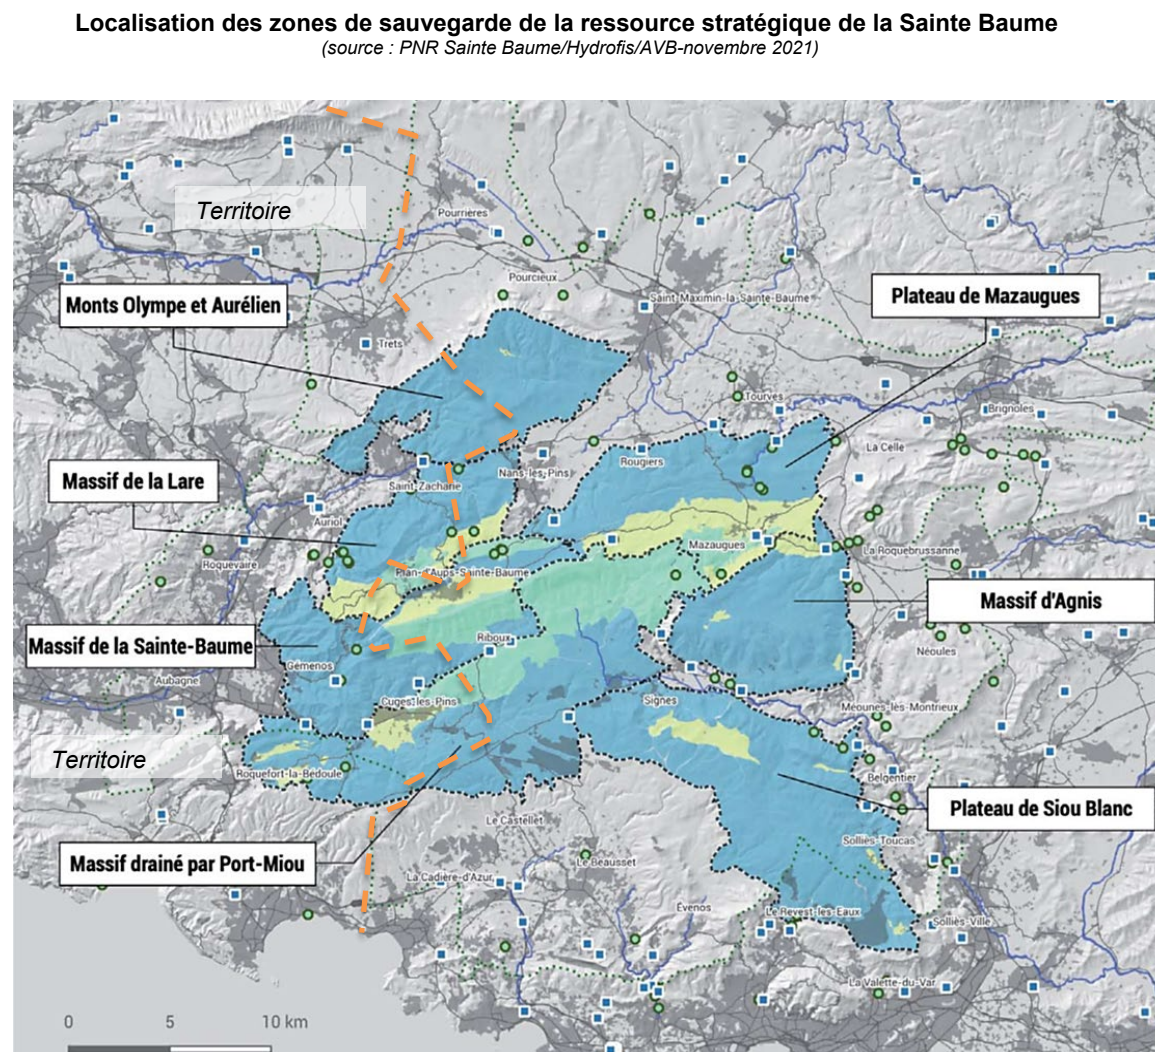 Localisation des zones de sauvegarde de la ressource stratégique de la Sainte Baume
(source : PNR Sainte Baume/Hydrofis/AVB-novembre 2021)
Territoire
Pourrières
Pourcieux
Monts Olympe et Aurélien
Saint-Maximin-la-Sainte-Baume
Plateau de Mazaugues
Trets
Tourves
Brignoles
La Celle
Rougiers
Nans-les-Pins
Massif de la Lare
Saint-Zacharie
Auriol
Mazaugues
La Roquebrussanne
Roquevaire
Plan-d'Aups-Sainte-Baume
Massif d'Agnis
Massif de la Sainte-Baume
Riboux
Néoules
Gémenos
Aubagne
Cuges-les-Pins
Signes
Méounes-lès-Montrieux
Territoire
Roquefort-la-Bédoule
Belgentier
Plateau de Siou Blanc
Le Castellet
Solliès-Toucas
Massif drainé par Port-Miou
Le Beausset
La Cadière-d'Azur
Évenos
Le Revest-les-Eaux
Solliès-Ville
La Valette-du-Var
0 5 10 km